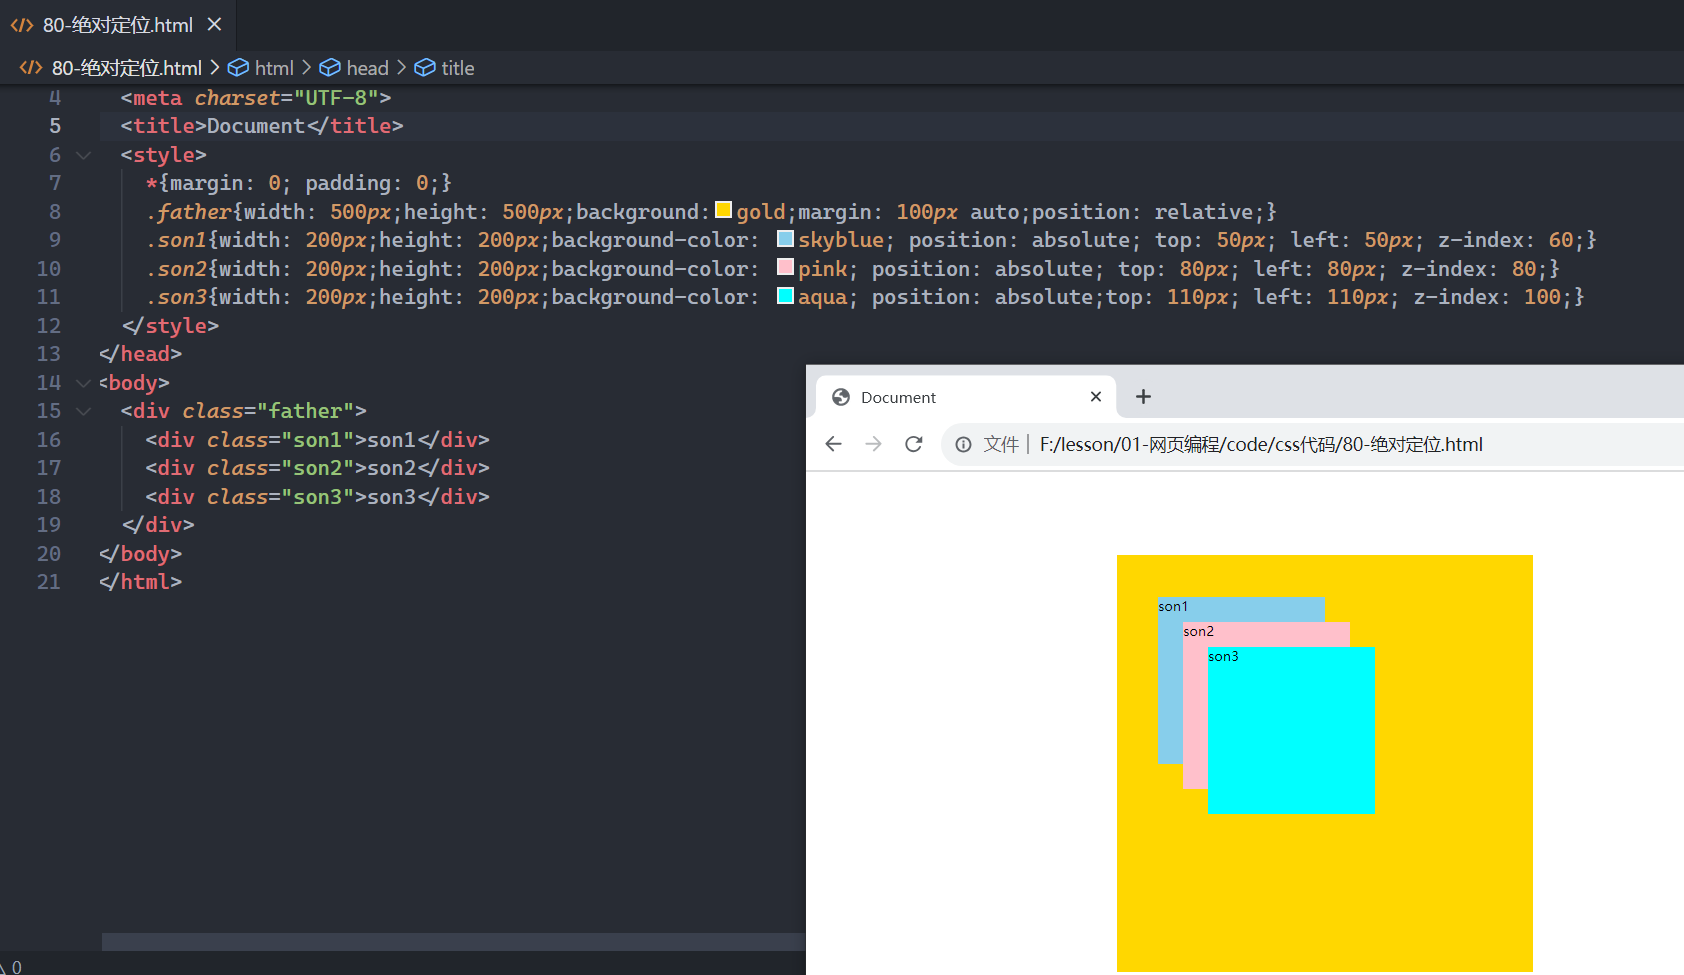 80-绝对定位.html
80-绝对定位.html > html > head > title
4 <meta charset="UTF-8">
5 <title>Document</title>
6 <style>
7 *{margin: 0; padding: 0;}
8 .father{width: 500px;height: 500px;background:gold;margin: 100px auto;position: relative;}
9 .son1{width: 200px;height: 200px;background-color: skyblue; position: absolute; top: 50px; left: 50px; z-index: 60;}
10 .son2{width: 200px;height: 200px;background-color: pink; position: absolute; top: 80px; left: 80px; z-index: 80;}
11 .son3{width: 200px;height: 200px;background-color: aqua; position: absolute;top: 110px; left: 110px; z-index: 100;}
12 </style>
13 </head>
14 <body>
15 <div class="father">
16 <div class="son1">son1</div>
17 <div class="son2">son2</div>
18 <div class="son3">son3</div>
19 </div>
20 </body>
21 </html>
Document
文件 | F:/lesson/01-网页编程/code/css代码/80-绝对定位.html
son1
son2
son3
0